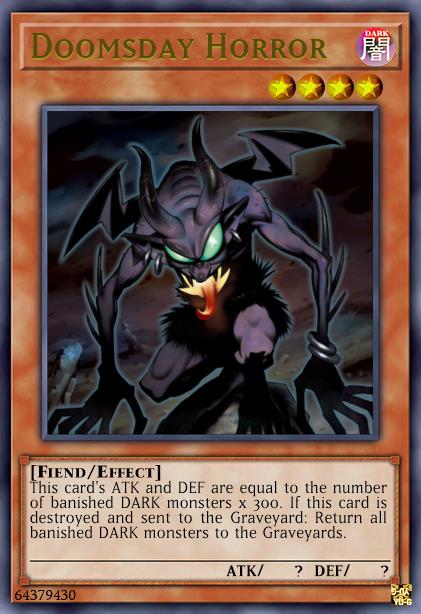 Doomsday Horror
DARK
闇
[Fiend/Effect]
This card's ATK and DEF are equal to the number
of banished DARK monsters x 300. If this card is
destroyed and sent to the Graveyard: Return all
banished DARK monsters to the Graveyards.
ATK/ ? DEF/ ?
64379430